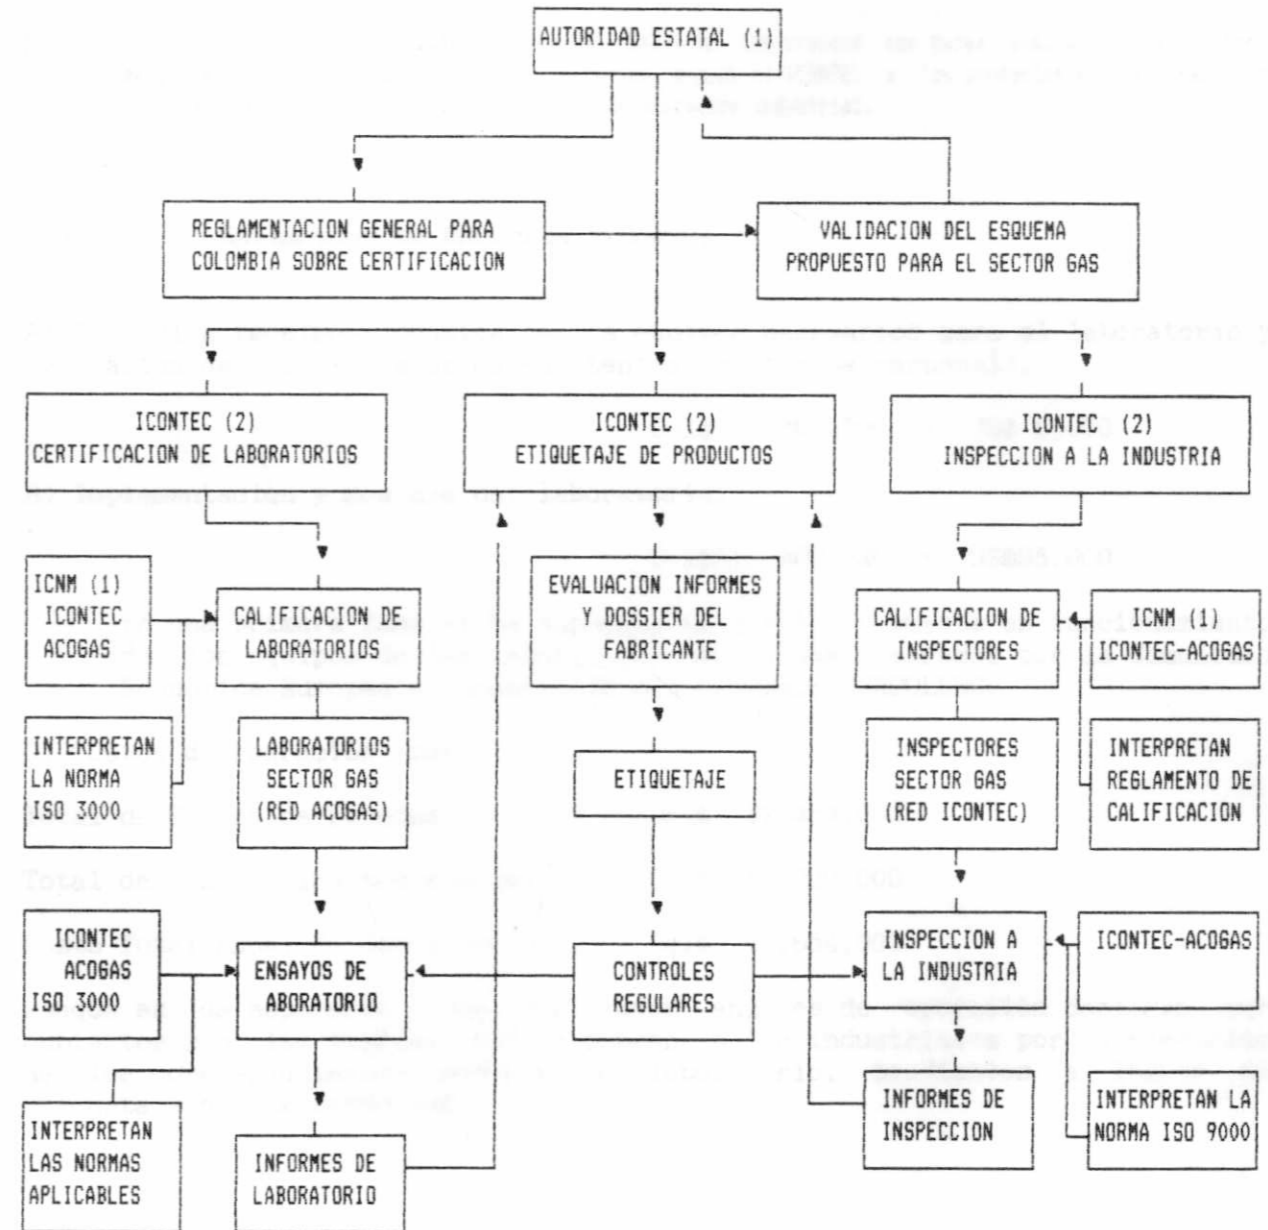 AUTORIDAD ESTATAL (1)
REGLAMENTACION GENERAL PARA
COLOMBIA SOBRE CERTIFICACION
VALIDACION DEL ESQUEMA
PROPUESTO PARA EL SECTOR GAS
ICONTEC (2)
CERTIFICACION DE LABORATORIOS
ICONTEC (2)
ETIQUETAJE DE PRODUCTOS
ICONTEC (2)
INSPECCION A LA INDUSTRIA
ICNM (1)
ICONTEC
ACOGAS
CALIFICACION DE
LABORATORIOS
EVALUACION INFORMES
Y DOSSIER DEL
FABRICANTE
CALIFICACION DE
INSPECTORES
ICNM (1)
ICONTEC-ACOGAS
INTERPRETAN
LA NORMA
ISO 3000
LABORATORIOS
SECTOR GAS
(RED ACOGAS)
ETIQUETAJE
INSPECTORES
SECTOR GAS
(RED ICONTEC)
INTERPRETAN
REGLAMENTO DE
CALIFICACION
ICONTEC
ACOGAS
ISO 3000
ENSAYOS DE
ABORATORIO
CONTROLES
REGULARES
INSPECCION A
LA INDUSTRIA
ICONTEC-ACOGAS
INTERPRETAN
LAS NORMAS
APLICABLES
INFORMES DE
LABORATORIO
INFORMES DE
INSPECCION
INTERPRETAN LA
NORMA ISO 9000